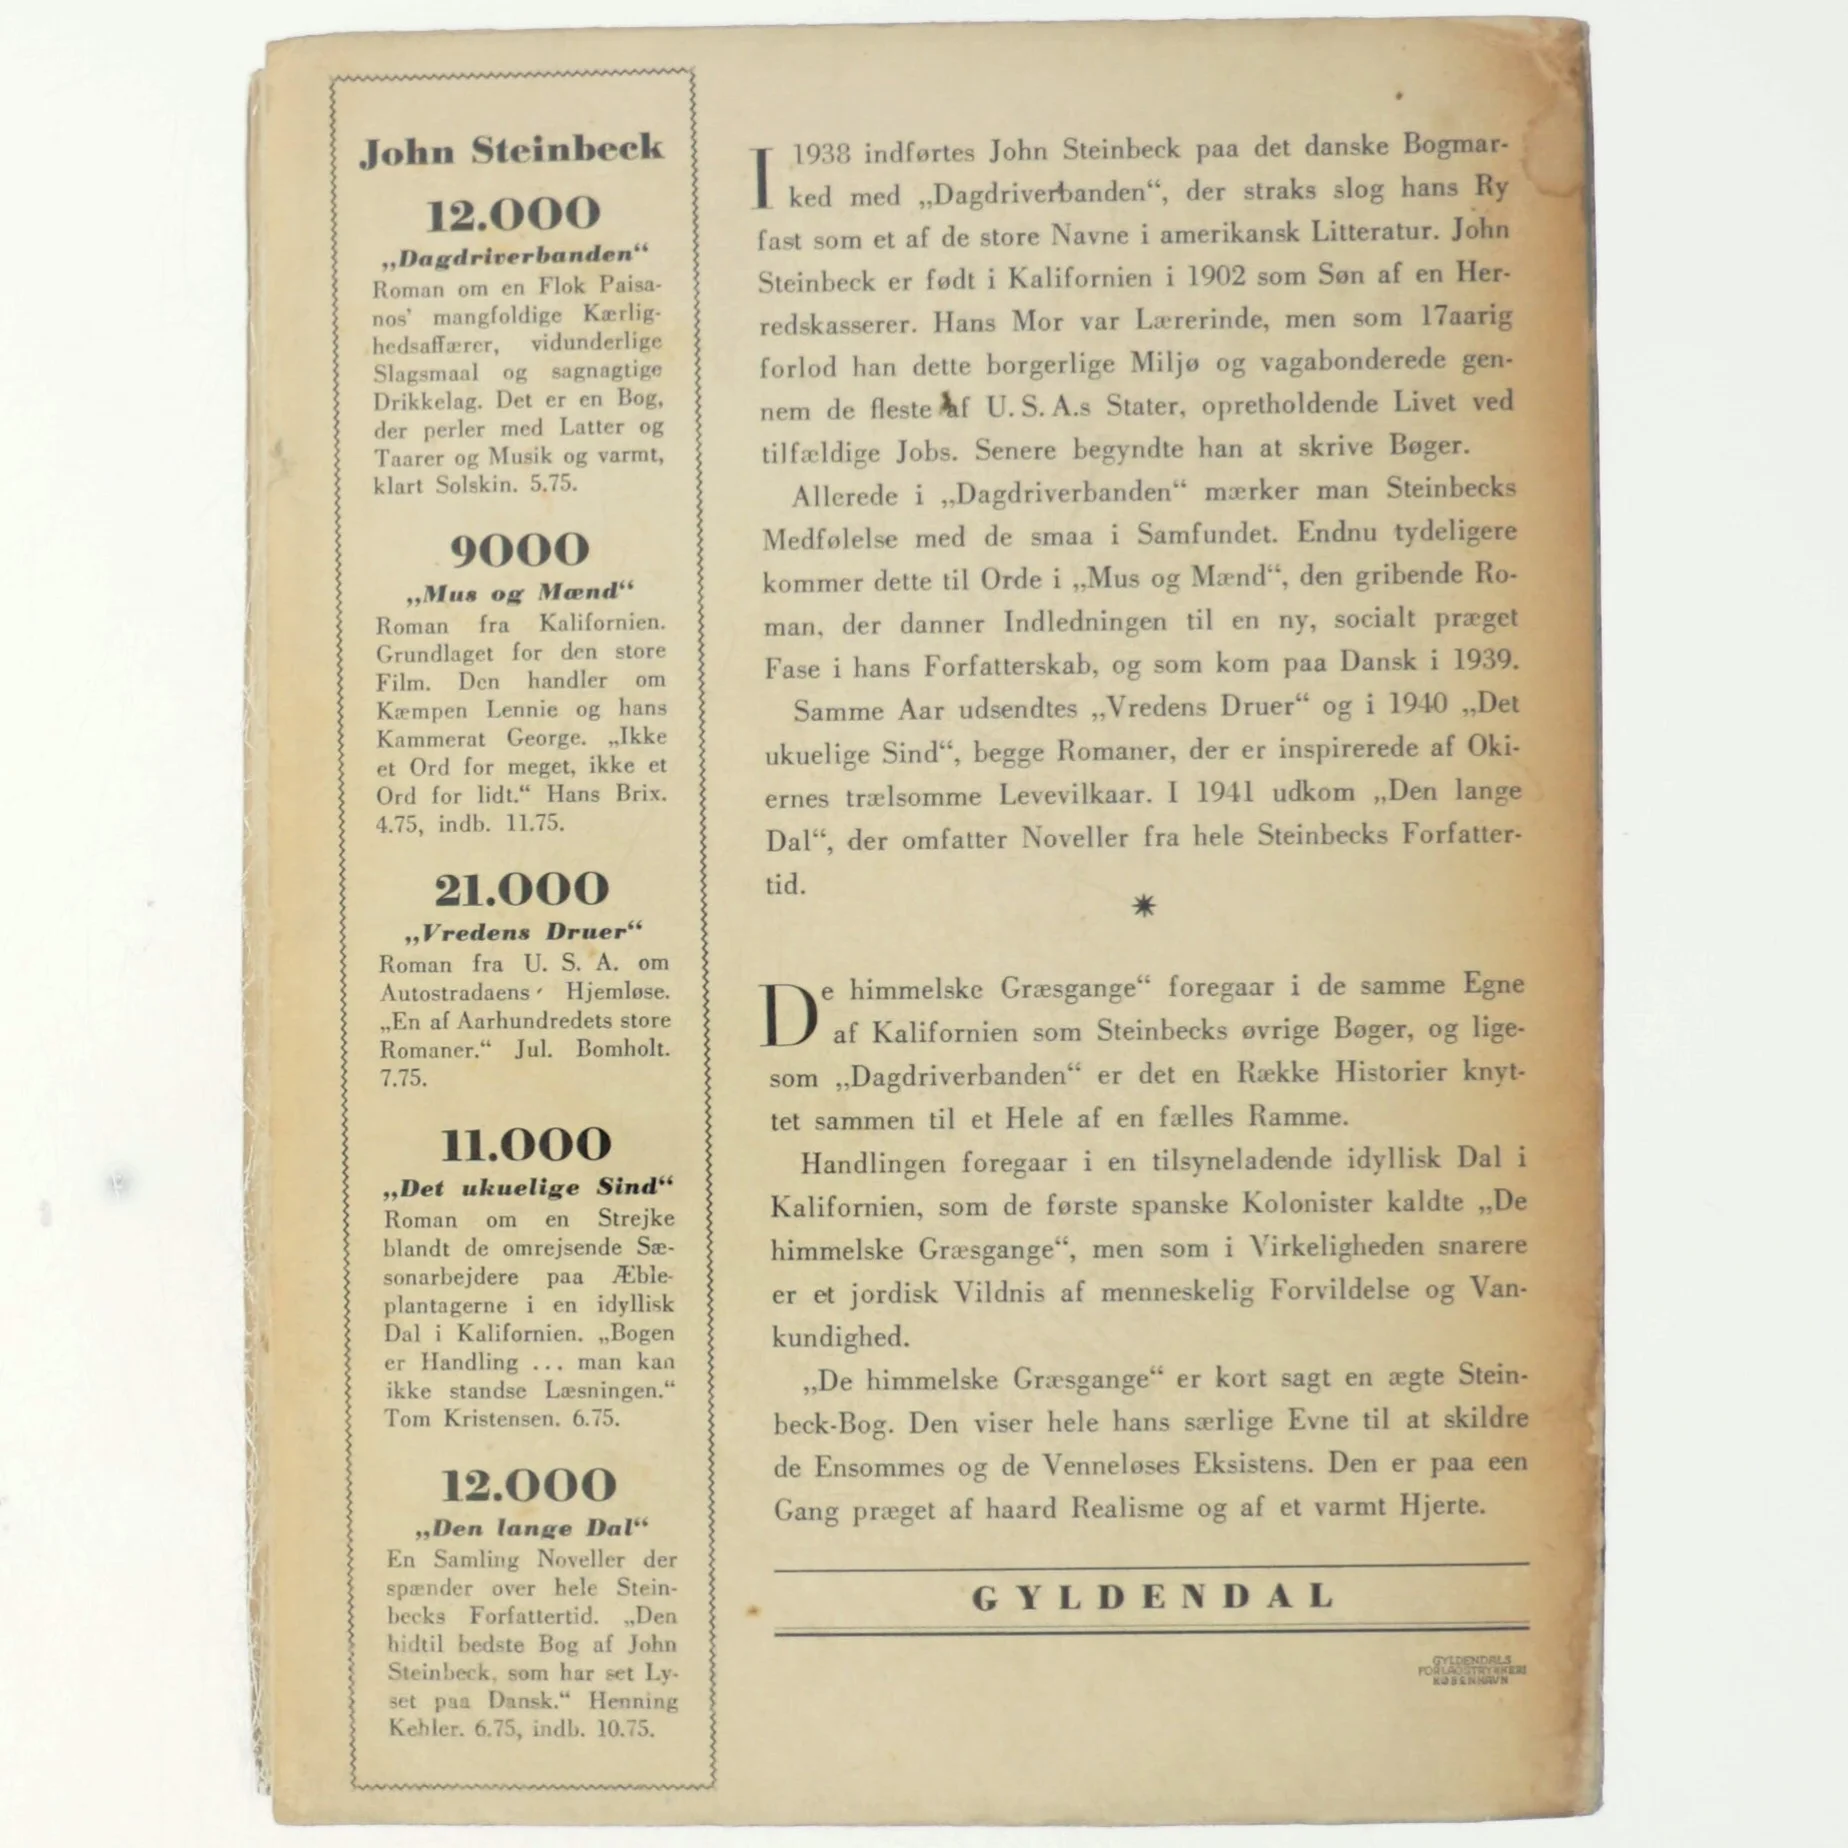 John Steinbeck
12.000
„Dagdriverbanden“
Roman om en Flok Paisa-
nos’ mangfoldige Kærlig-
hedsaffærer, vidunderlige
Slagsmaal og sagnagtige
Drikkelag. Det er en Bog,
der perler med Latter og
Taarer og Musik og varmt,
klart Solskin. 5.75.
9000
„Mus og Mænd“
Roman fra Kalifornien.
Grundlaget for den store
Film. Den handler om
Kæmpen Lennie og hans
Kammerat George. „Ikke
et Ord for meget, ikke et
Ord for lidt.“ Hans Brix.
4.75, indb. 11.75.
21.000
„Vredens Druer“
Roman fra U. S. A. om
Autostradaens Hjemløse.
„En af Aarhundredets store
Romaner.“ Jul. Bomholt.
7.75.
11.000
„Det ukuelige Sind“
Roman om en Strejke
blandt de omrejsende Sæ-
sonarbejdere paa Æble-
plantagerne i en idyllisk
Dal i Kalifornien. „Bogen
er Handling ... man kan
ikke standse Læsningen.“
Tom Kristensen. 6.75.
12.000
„Den lange Dal“
En Samling Noveller der
spænder over hele Stein-
becks Forfattertid. „Den
hidtil bedste Bog af John
Steinbeck, som har set Ly-
set paa Dansk.“ Henning
Kehler. 6.75, indb. 10.75.
I 1938 indførtes John Steinbeck paa det danske Bogmar-
ked med „Dagdriverbanden“, der straks slog hans Ry
fast som et af de store Navne i amerikansk Litteratur. John
Steinbeck er født i Kalifornien i 1902 som Søn af en Her-
redskasserer. Hans Mor var Lærerinde, men som 17aarig
forlod han dette borgerlige Miljø og vagabonderede gen-
nem de fleste af U. S. A.s Stater, opretholdende Livet ved
tilfældige Jobs. Senere begyndte han at skrive Bøger.
Allerede i „Dagdriverbanden“ mærker man Steinbecks
Medfølelse med de smaa i Samfundet. Endnu tydeligere
kommer dette til Orde i „Mus og Mænd“, den gribende Ro-
man, der danner Indledningen til en ny, socialt præget
Fase i hans Forfatterskab, og som kom paa Dansk i 1939.
Samme Aar udsendtes „Vredens Druer“ og i 1940 „Det
ukuelige Sind“, begge Romaner, der er inspirerede af Oki-
ernes trælsomme Levevilkaar. I 1941 udkom „Den lange
Dal“, der omfatter Noveller fra hele Steinbecks Forfatter-
tid.
De himmelske Græsgange“ foregaar i de samme Egne
af Kalifornien som Steinbecks øvrige Bøger, og lige-
som „Dagdriverbanden“ er det en Række Historier knyt-
tet sammen til et Hele af en fælles Ramme.
Handlingen foregaar i en tilsyneladende idyllisk Dal i
Kalifornien, som de første spanske Kolonister kaldte „De
himmelske Græsgange“, men som i Virkeligheden snarere
er et jordisk Vildnis af menneskelig Forvildelse og Van-
kundighed.
„De himmelske Græsgange“ er kort sagt en ægte Stein-
beck-Bog. Den viser hele hans særlige Evne til at skildre
de Ensommes og de Venneløses Eksistens. Den er paa een
Gang præget af haard Realisme og af et varmt Hjerte.
GYLDENDAL
GYLDENDALS
FORLAGSTRYKKERI
KØBENHAVN